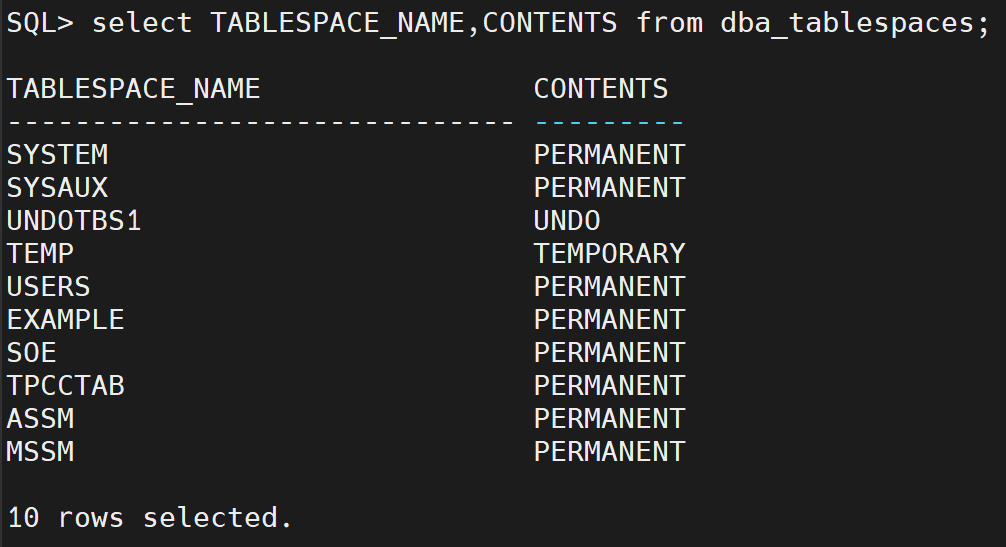 SQL> select TABLESPACE_NAME,CONTENTS from dba_tablespaces;
TABLESPACE_NAME                CONTENTS
------------------------------ ---------
SYSTEM                         PERMANENT
SYSAUX                         PERMANENT
UNDOTBS1                       UNDO
TEMP                           TEMPORARY
USERS                          PERMANENT
EXAMPLE                        PERMANENT
SOE                            PERMANENT
TPCCTAB                        PERMANENT
ASSM                           PERMANENT
MSSM                           PERMANENT
10 rows selected.